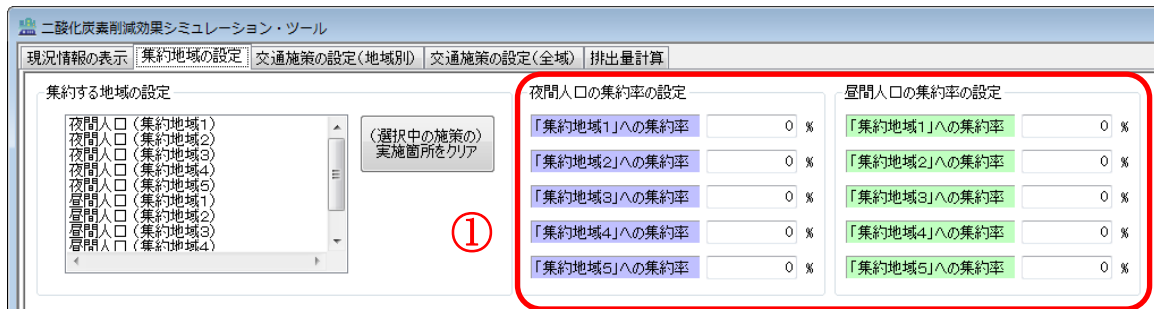 二酸化炭素削減効果シミュレーション・ツール
現況情報の表示 集約地域の設定 交通施策の設定(地域別) 交通施策の設定(全域) 排出量計算
集約する地域の設定
夜間人口（集約地域1）
夜間人口（集約地域2）
夜間人口（集約地域3）
夜間人口（集約地域4）
夜間人口（集約地域5）
昼間人口（集約地域1）
昼間人口（集約地域2）
昼間人口（集約地域3）
昼間人口（集約地域4）
(選択中の施策の)
実施箇所をクリア
①
夜間人口の集約率の設定
「集約地域1」への集約率 0 %
「集約地域2」への集約率 0 %
「集約地域3」への集約率 0 %
「集約地域4」への集約率 0 %
「集約地域5」への集約率 0 %
昼間人口の集約率の設定
「集約地域1」への集約率 0 %
「集約地域2」への集約率 0 %
「集約地域3」への集約率 0 %
「集約地域4」への集約率 0 %
「集約地域5」への集約率 0 %